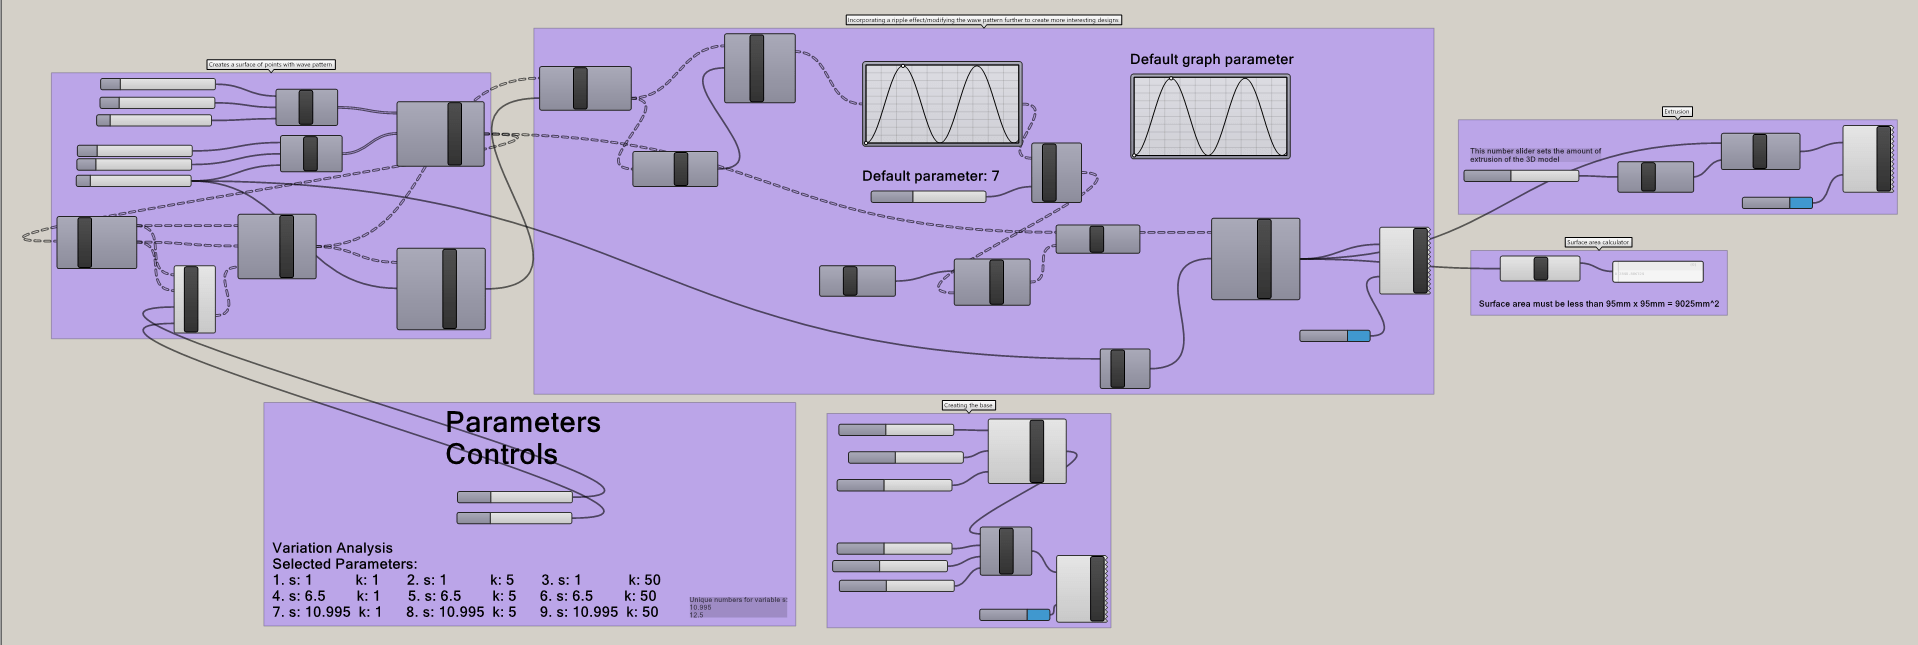 Incorporating a ripple effect/modifying the wave pattern further to create more interesting designs
Creates a surface of points with wave pattern
Default graph parameter
Default parameter: 7
Extrusion
This number slider sets the amount of
extrusion of the 3D model
Surface area calculator
Surface area must be less than 95mm x 95mm = 9025mm^2
Parameters
Controls
Variation Analysis
Selected Parameters:
1. s: 1 k: 1 2. s: 1 k: 5 3. s: 1 k: 50
4. s: 6.5 k: 1 5. s: 6.5 k: 5 6. s: 6.5 k: 50
7. s: 10.995 k: 1 8. s: 10.995 k: 5 9. s: 10.995 k: 50
Unique numbers for variable s:
10.995
12.5
Creating the base